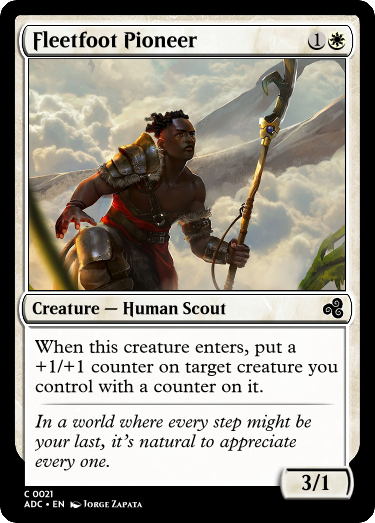 Fleetfoot Pioneer 1
Creature — Human Scout
When this creature enters, put a
+1/+1 counter on target creature you
control with a counter on it.
In a world where every step might be
your last, it's natural to appreciate
every one.
3/1
C 0021
ADC • EN Jorge Zapata